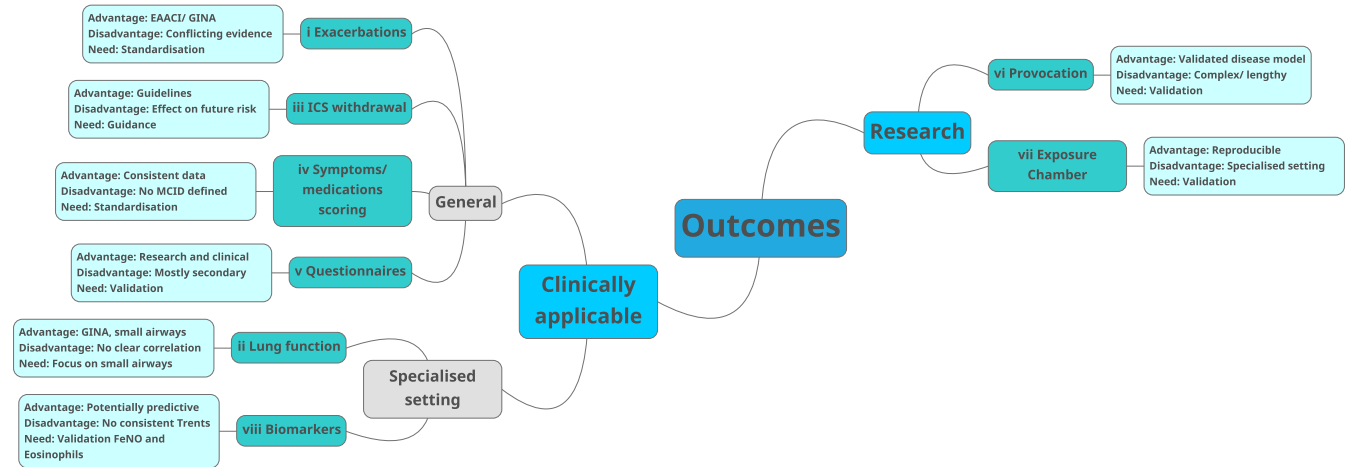 Outcomes
Clinically
applicable
General
i Exacerbations
Advantage: EAACI/ GINA
Disadvantage: Conflicting evidence
Need: Standardisation
iii ICS withdrawal
Advantage: Guidelines
Disadvantage: Effect on future risk
Need: Guidance
iv Symptoms/
medications
scoring
Advantage: Consistent data
Disadvantage: No MCID defined
Need: Standardisation
v Questionnaires
Advantage: Research and clinical
Disadvantage: Mostly secondary
Need: Validation
Specialised
setting
ii Lung function
Advantage: GINA, small airways
Disadvantage: No clear correlation
Need: Focus on small airways
viii Biomarkers
Advantage: Potentially predictive
Disadvantage: No consistent Trents
Need: Validation FeNO and
Eosinophils
Research
vi Provocation
Advantage: Validated disease model
Disadvantage: Complex/ lengthy
Need: Validation
vii Exposure
Chamber
Advantage: Reproducible
Disadvantage: Specialised setting
Need: Validation